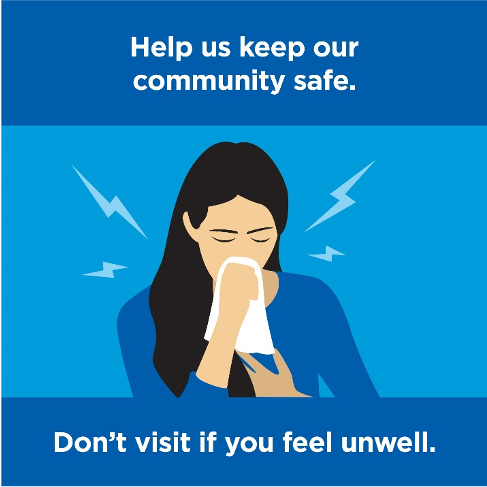 Help us keep our
community safe.
Don’t visit if you feel unwell.